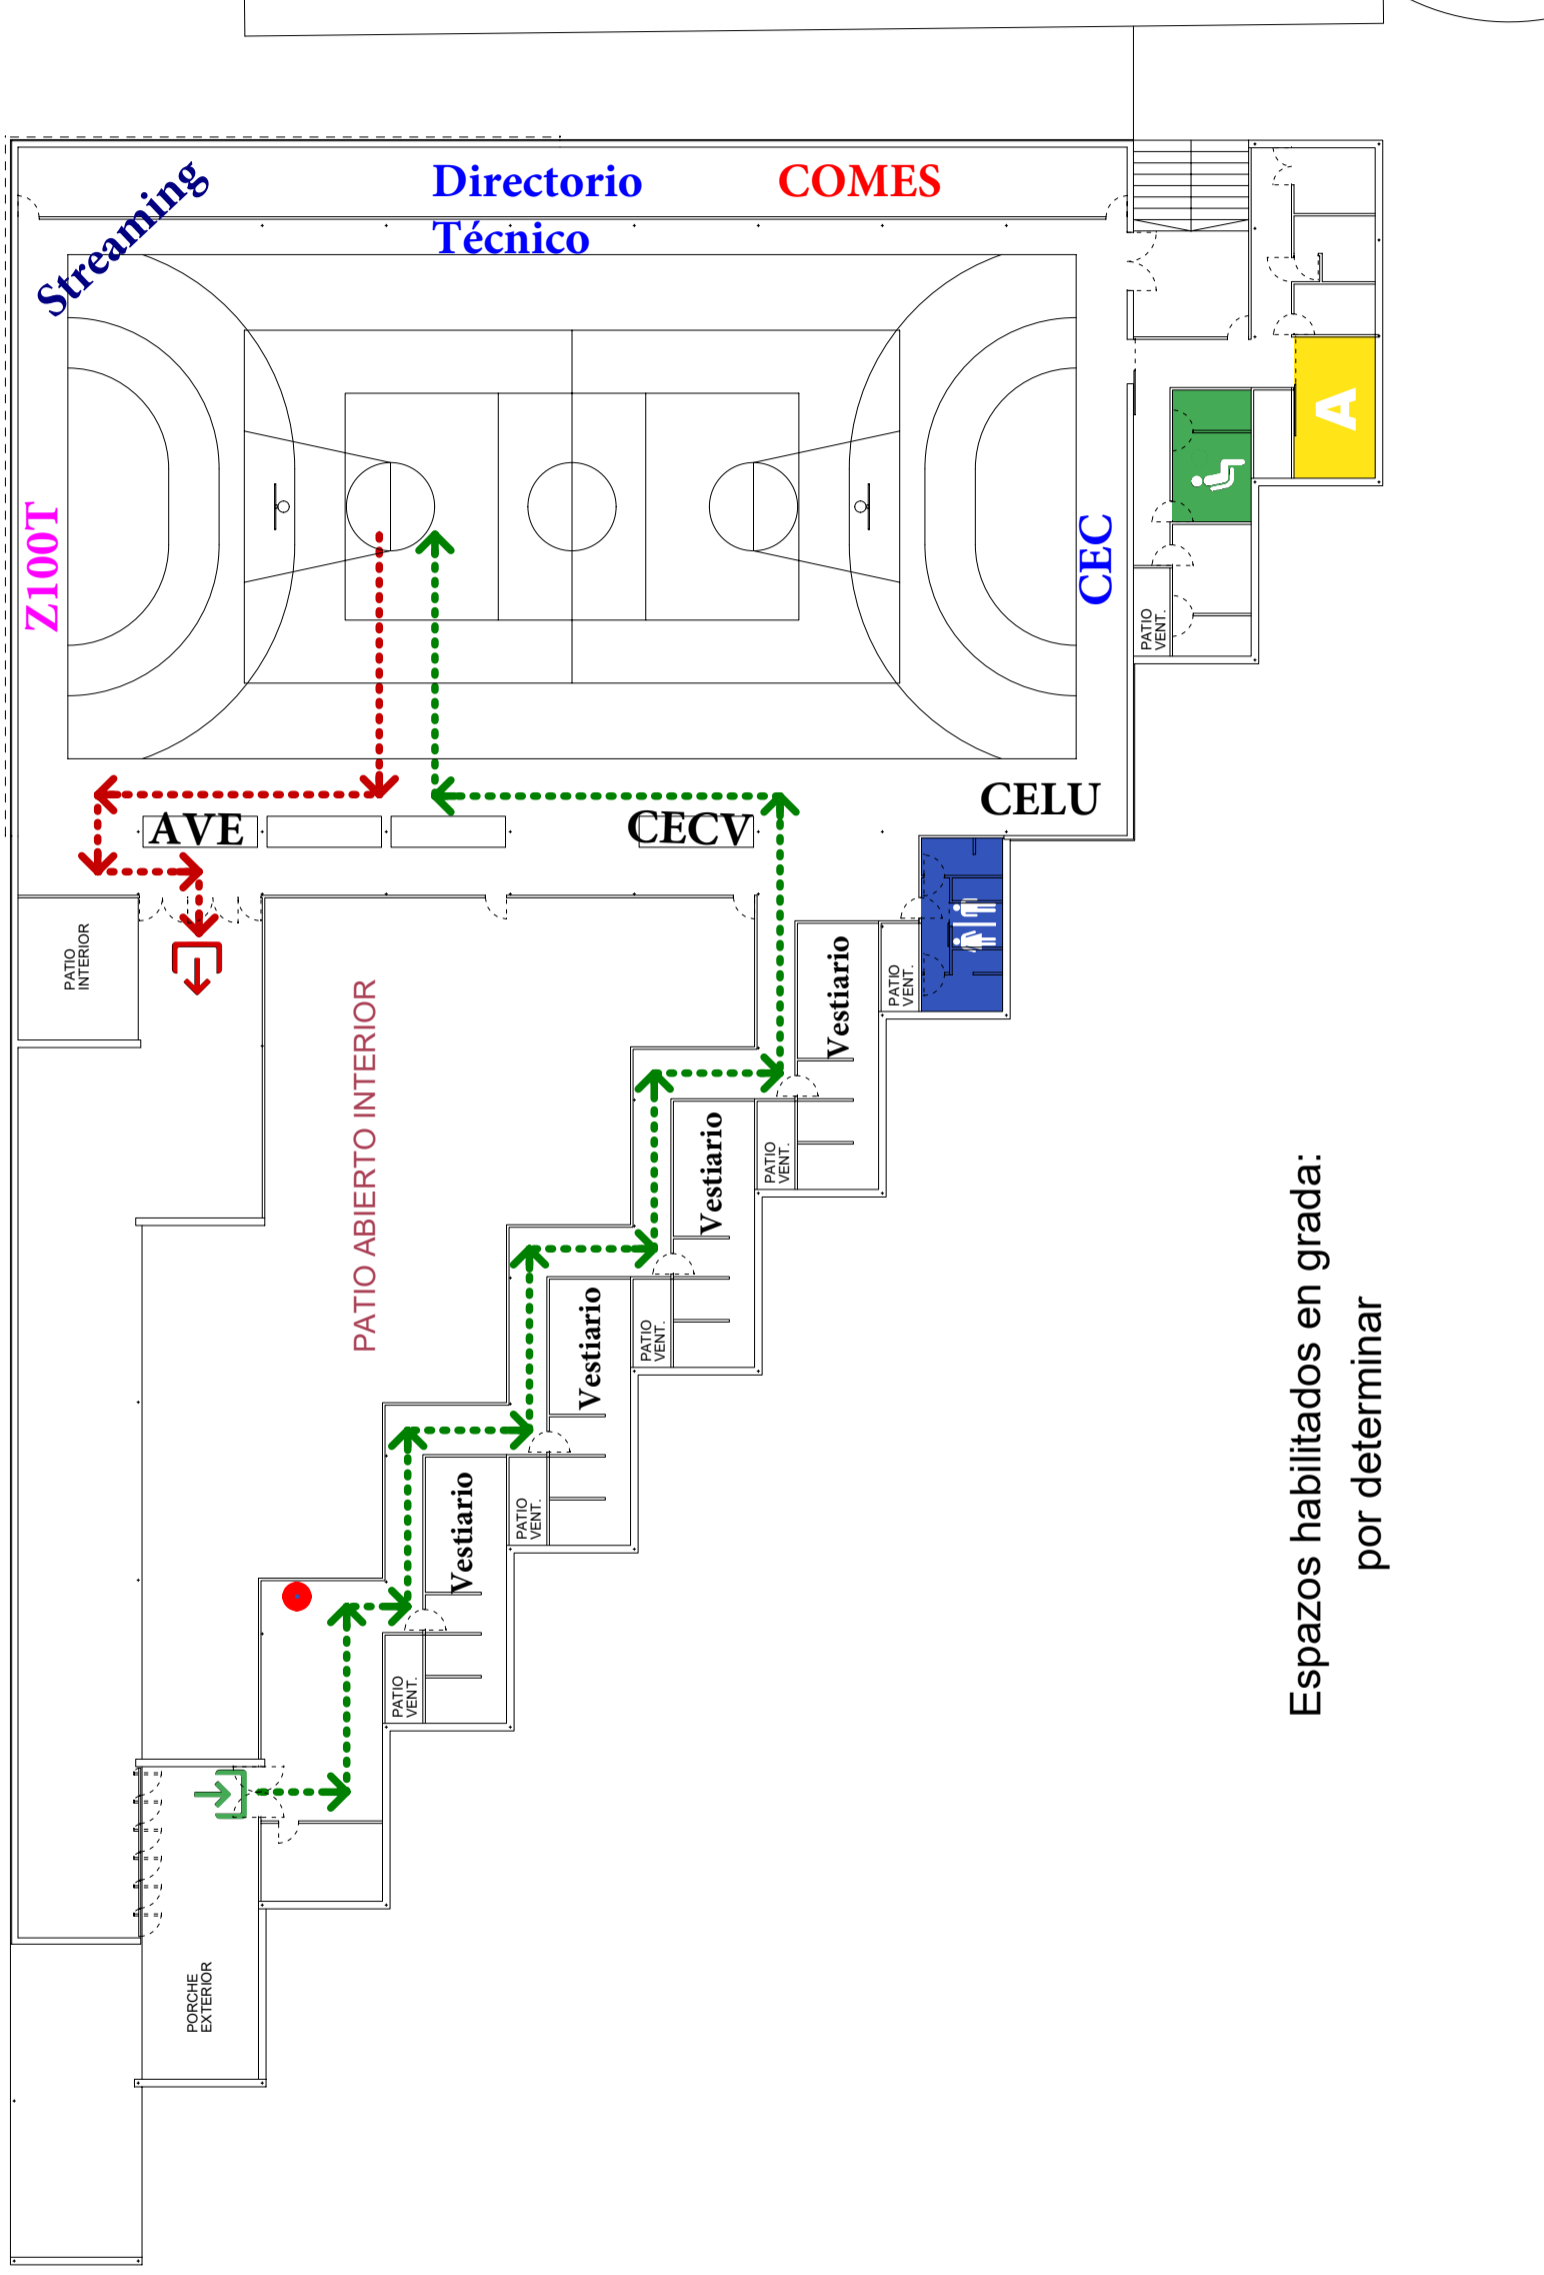 Streaming
Directorio
Técnico
COMES
A
Z100T
CEC
PATIO
VENT.
CELU
AVE
CECV
PATIO
INTERIOR
PATIO ABIERTO INTERIOR
Vestiario
PATIO
VENT.
Vestiario
PATIO
VENT.
Vestiario
PATIO
VENT.
Vestiario
PATIO
VENT.
PATIO
VENT.
PORCHE
EXTERIOR
Espazos habilitados en grada:
por determinar